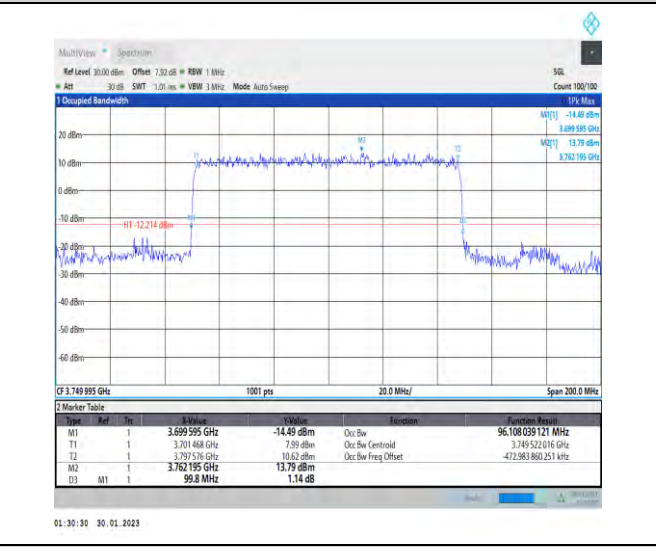 MultiView Spectrum
Ref Level 30.00 dBm Offset 7.92 dB RBW 1 MHz SGL
Att 30 dB SWT 1.01 ms VBW 3 MHz Mode Auto Sweep Count 100/100
1 Occupied Bandwidth 1Pk Max
M1[1] -14.49 dBm
3.699 595 GHz
M2[1] 13.79 dBm
3.762 195 GHz
20 dBm
10 dBm
0 dBm
-10 dBm
H1 -12.214 dBm
-20 dBm
-30 dBm
-40 dBm
-50 dBm
-60 dBm
T1
T2
CF 3.749 995 GHz 1001 pts 20.0 MHz/ Span 200.0 MHz
2 Marker Table
Type Ref Trc X-Value Y-Value Function Function Result
M1 1 3.699 595 GHz -14.49 dBm Occ Bw 96.108 039 121 MHz
T1 1 3.701 468 GHz 7.99 dBm Occ Bw Centroid 3.749 522 016 GHz
T2 1 3.797 576 GHz 10.62 dBm Occ Bw Freq Offset -472.983 860 251 kHz
M2 1 3.762 195 GHz 13.79 dBm
D3 M1 1 99.8 MHz 1.14 dB
01:30:30 30.01.2023